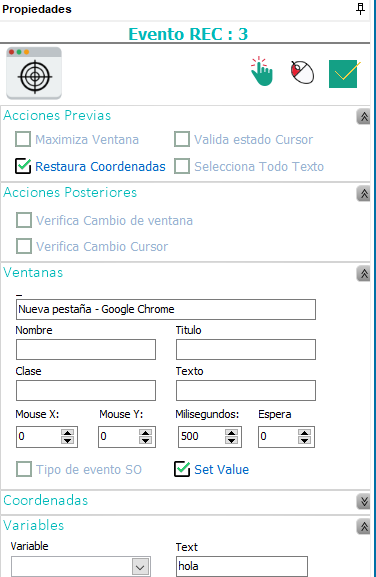 Propiedades
Evento REC : 3
Acciones Previas
Maximiza Ventana
Valida estado Cursor
Restaura Coordenadas
Selecciona Todo Texto
Acciones Posteriores
Verifica Cambio de ventana
Verifica Cambio Cursor
Ventanas
_
Nueva pestaña - Google Chrome
Nombre
Titulo
Clase
Texto
Mouse X:
Mouse Y:
Milisegundos:
Espera
0
0
500
0
Tipo de evento SO
Set Value
Coordenadas
Variables
Variable
Text
hola